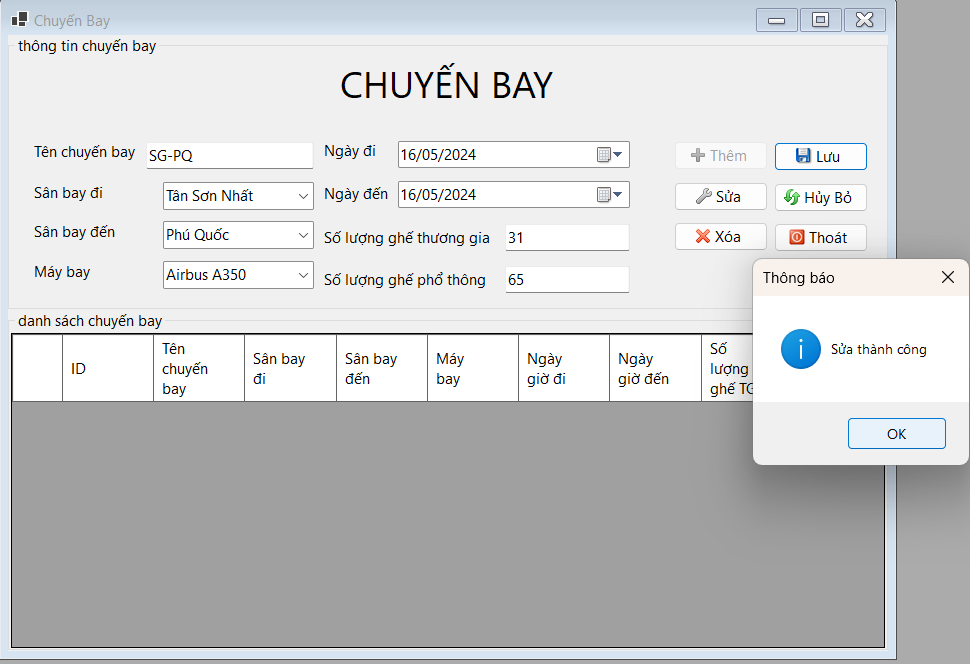 Chuyến Bay
thông tin chuyến bay
CHUYẾN BAY
Tên chuyến bay SG-PQ Ngày đi 16/05/2024 Thêm Lưu
Sân bay đi Tân Sơn Nhất Ngày đến 16/05/2024 Sửa Hủy Bỏ
Sân bay đến Phú Quốc Số lượng ghế thương gia 31 Xóa Thoát
Máy bay Airbus A350 Số lượng ghế phổ thông 65
Thông báo
Sửa thành công
OK
danh sách chuyến bay
ID
Tên
chuyến
bay
Sân bay
đi
Sân bay
đến
Máy
bay
Ngày
giờ đi
Ngày
giờ đến
Số
lượng
ghế TG